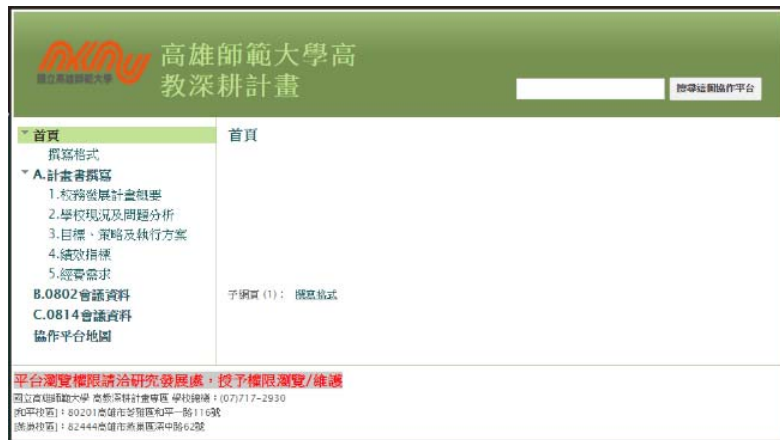 國立高雄師範大學
高雄師範大學高
教深耕計畫
搜尋這個協作平台
首頁
撰寫格式
A.計畫書撰寫
1.校務發展計畫概要
2.學校現況及問題分析
3.目標、策略及執行方案
4.績效指標
5.經費需求
B.0802會議資料
C.0814會議資料
協作平台地圖
首頁
子網頁 (1)： 撰寫格式
平台瀏覽權限請洽研究發展處，授予權限瀏覽/維護
國立高雄師範大學 高教深耕計畫專區 學校總機：(07)717-2930
[和平校區]：80201高雄市苓雅區和平一路116號
[燕巢校區]：82444高雄市燕巢區深中路62號